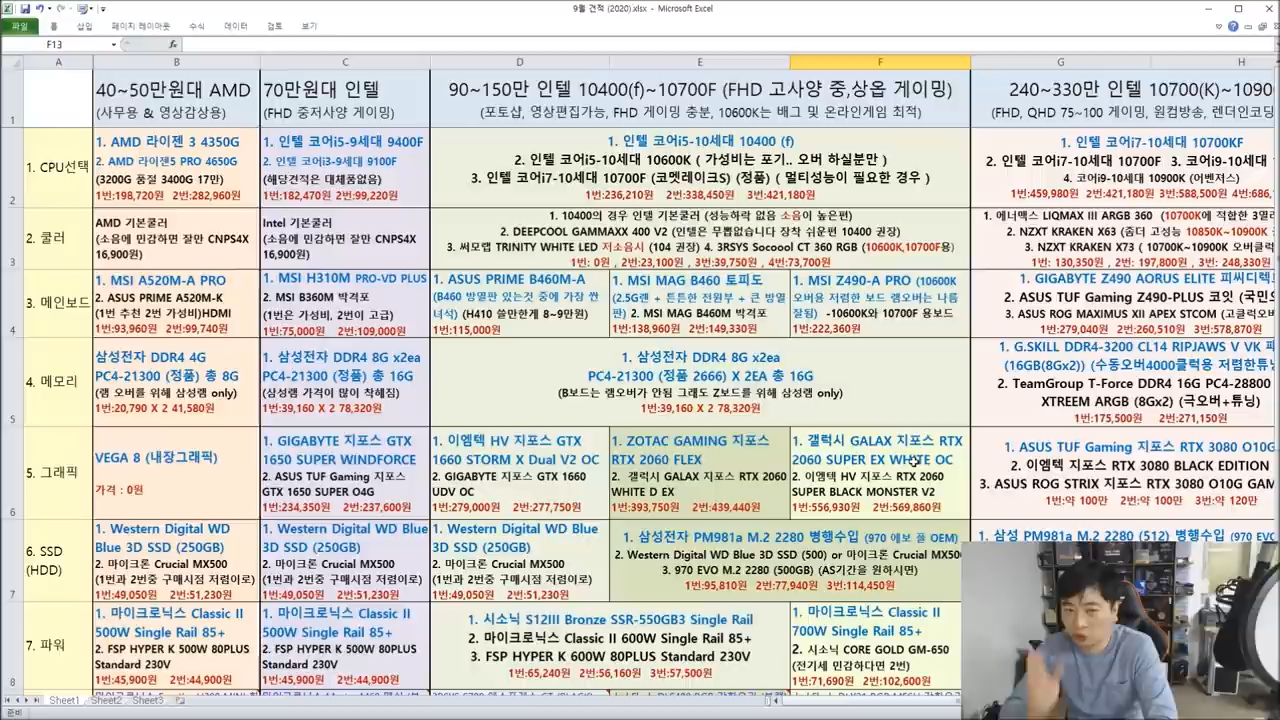 9월 견적 (2020).xlsx - Microsoft Excel
파일 홈 삽입 페이지 레이아웃 수식 데이터 검토 보기
F13 fx
A B C D E F G H
1
40~50만원대 AMD
(사무용 & 영상감상용)
70만원대 인텔
(FHD 중저사양 게이밍)
90~150만 인텔 10400(f)~10700F (FHD 고사양 중,상옵 게이밍)
(포토샵, 영상편집가능, FHD 게이밍 충분, 10600K는 배그 및 온라인게임 최적)
240~330만 인텔 10700(K)~1090
(FHD, QHD 75~100 게이밍, 원컴방송, 렌더인코딩
2
1. CPU선택
1. AMD 라이젠 3 4350G
2. AMD 라이젠5 PRO 4650G
(3200G 품절 3400G 17만)
1번:198,720원 2번:282,960원
1. 인텔 코어i5-9세대 9400F
2. 인텔 코어i3-9세대 9100F
(해당견적은 대체품없음)
1번:182,470원 2번:99,220원
1. 인텔 코어i5-10세대 10400 (f)
2. 인텔 코어i5-10세대 10600K ( 가성비는 포기.. 오버 하실분만 )
3. 인텔 코어i7-10세대 10700F (코멧레이크S) (정품) ( 멀티성능이 필요한 경우 )
1번:236,210원 2번:338,450원 3번:421,180원
1. 인텔 코어i7-10세대 10700KF
2. 인텔 코어i7-10세대 10700F 3. 코어i9-10세대
4. 코어i9-10세대 10900K (어벤저스)
1번:459,980원 2번:421,180원 3번:588,500원 4번:686,
3
2. 쿨러
AMD 기본쿨러
(소음에 민감하면 잘만 CNPS4X
16,900원)
Intel 기본쿨러
(소음에 민감하면 잘만 CNPS4X
16,900원)
1. 10400의 경우 인텔 기본쿨러 (성능하락 없음 소음이 높은편)
2. DEEPCOOL GAMMAXX 400 V2 (인텔은 무뽑없습니다 장착 쉬운편 10400 권장)
3. 써모랩 TRINITY WHITE LED 저소음시 (104 권장) 4. 3RSYS Socoool CT 360 RGB (10600K,10700F용)
1번: 0원 , 2번:23,100원, 3번:39,750원 , 4번:73,700원
1. 에너맥스 LIQMAX III ARGB 360 (10700K에 적합한 3열
2. NZXT KRAKEN X63 (좀더 고성능 10850K~10900K
3. NZXT KRAKEN X73 ( 10700K~10900K 오버클럭
1번: 130,350원 , 2번: 197,800원 , 3번: 248,330원
4
3. 메인보드
1. MSI A520M-A PRO
2. ASUS PRIME A520M-K
(1번 추천 2번 가성비)HDMI
1번:93,960원 2번:99,740원
1. MSI H310M PRO-VD PLUS
2. MSI B360M 박격포
(1번은 가성비, 2번이 고급)
1번:75,000원 2번:109,000원
1. ASUS PRIME B460M-A
(B460 방열판 있는것 중에 가장 싼
녀석) (H410 쓸만한게 8~9만원)
1번:115,000원
1. MSI MAG B460 토피도
(2.5G랜 + 튼튼한 전원부 + 큰 방열
판) 2. MSI MAG B460M 박격포
1번:138,960원 2번:149,330원
1. MSI Z490-A PRO (10600K
오버용 저렴한 보드 램오버는 나름
잘됨) -10600K와 10700F 용보드
1번:222,360원
1. GIGABYTE Z490 AORUS ELITE 피씨디렉
2. ASUS TUF Gaming Z490-PLUS 코잇 (국민오
3. ASUS ROG MAXIMUS XII APEX STCOM (고클럭오버
1번:279,040원 2번:260,510원 3번:578,870원
5
4. 메모리
삼성전자 DDR4 4G
PC4-21300 (정품) 총 8G
(램 오버를 위해 삼성램 only)
1번:20,790 X 2 41,580원
1. 삼성전자 DDR4 8G x2ea
PC4-21300 (정품) 총 16G
(삼성램 가격이 많이 착해짐)
1번:39,160 X 2 78,320원
1. 삼성전자 DDR4 8G x2ea
PC4-21300 (정품 2666) X 2EA 총 16G
(B보드는 램오버가 안됨 그래도 Z보드를 위해 삼성램 only)
1번:39,160 X 2 78,320원
1. G.SKILL DDR4-3200 CL14 RIPJAWS V VK 파
(16GB(8Gx2)) (수동오버4000클럭용 저렴한튜닝
2. TeamGroup T-Force DDR4 16G PC4-28800
XTREEM ARGB (8Gx2) (극오버+튜닝)
1번:175,500원 2번:271,150원
6
5. 그래픽
VEGA 8 (내장그래픽)
가격 : 0원
1. GIGABYTE 지포스 GTX
1650 SUPER WINDFORCE
2. ASUS TUF Gaming 지포스
GTX 1650 SUPER O4G
1번:234,350원 2번:237,600원
1. 이엠텍 HV 지포스 GTX
1660 STORM X Dual V2 OC
2. GIGABYTE 지포스 GTX 1660
UDV OC
1번:279,000원 2번:277,750원
1. ZOTAC GAMING 지포스
RTX 2060 FLEX
2. 갤럭시 GALAX 지포스 RTX 2060
WHITE D EX
1번:393,750원 2번:439,440원
1. 갤럭시 GALAX 지포스 RTX
2060 SUPER EX WHITE OC
2. 이엠텍 HV 지포스 RTX 2060
SUPER BLACK MONSTER V2
1번:556,930원 2번:569,860원
1. ASUS TUF Gaming 지포스 RTX 3080 O10G
2. 이엠텍 지포스 RTX 3080 BLACK EDITION
3. ASUS ROG STRIX 지포스 RTX 3080 O10G GAM
1번:약 100만 2번:약 100만 3번:약 120만
7
6. SSD
(HDD)
1. Western Digital WD
Blue 3D SSD (250GB)
2. 마이크론 Crucial MX500
(1번과 2번중 구매시점 저렴이로)
1번:49,050원 2번:51,230원
1. Western Digital WD
Blue 3D SSD (250GB)
2. 마이크론 Crucial MX500
(1번과 2번중 구매시점 저렴이로)
1번:49,050원 2번:51,230원
1. Western Digital WD
Blue 3D SSD (250GB)
2. 마이크론 Crucial MX500
(1번과 2번중 구매시점 저렴이로)
1번:49,050원 2번:51,230원
1. 삼성전자 PM981a M.2 2280 병행수입 (970 에보 플 OEM)
2. Western Digital WD Blue 3D SSD (500) or 마이크론 Crucial MX50
3. 970 EVO M.2 2280 (500GB) (AS기간을 원하시면)
1번:95,810원 2번:77,940원 3번:114,450원
1. 삼성 PM981a M.2 2280 (512) 병행수입 (970 EVO
8
7. 파워
1. 마이크로닉스 Classic II
500W Single Rail 85+
2. FSP HYPER K 500W 80PLUS
Standard 230V
1번:45,900원 2번:44,900원
1. 마이크로닉스 Classic II
500W Single Rail 85+
2. FSP HYPER K 500W 80PLUS
Standard 230V
1번:45,900원 2번:44,900원
1. 시소닉 S12III Bronze SSR-550GB3 Single Rail
2. 마이크로닉스 Classic II 600W Single Rail 85+
3. FSP HYPER K 600W 80PLUS Standard 230V
1번:65,240원 2번:56,160원 3번:57,500원
1. 마이크로닉스 Classic II
700W Single Rail 85+
2. 시소닉 CORE GOLD GM-650
(전기세 민감하다면 2번)
1번:71,690원 2번:102,600원
Sheet1 Sheet2 Sheet3
준비